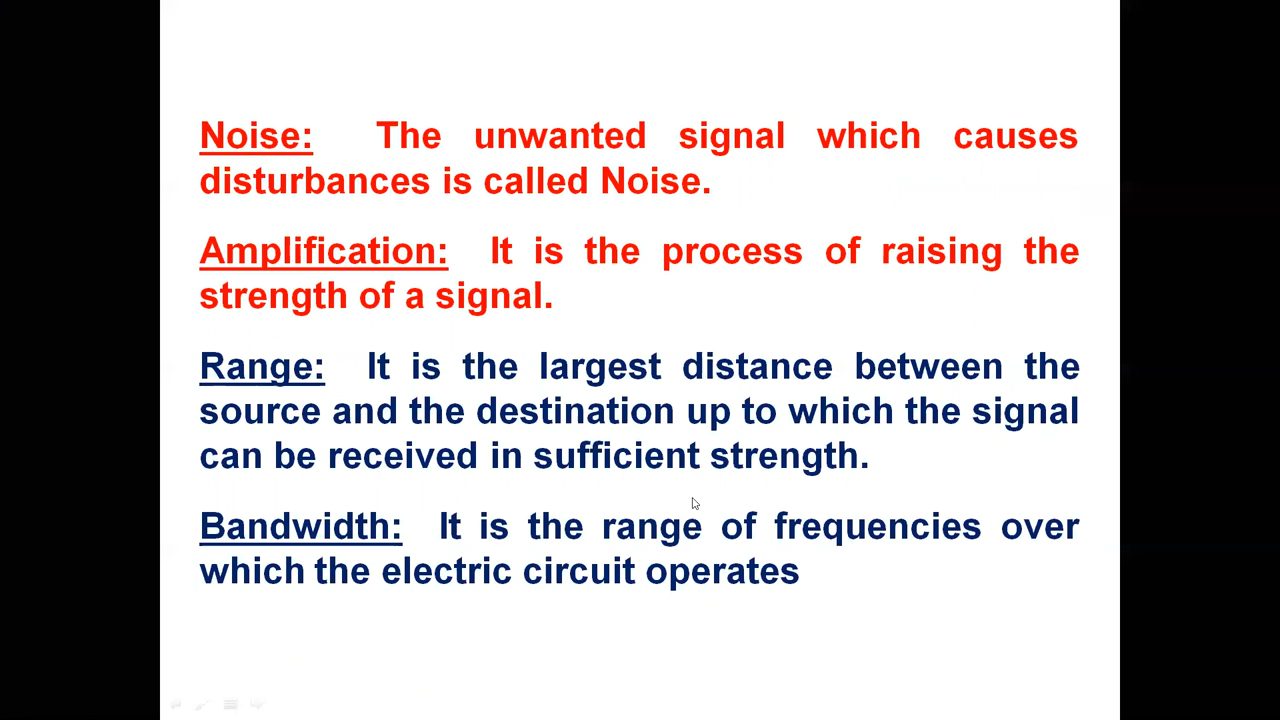 Noise: The unwanted signal which causes
disturbances is called Noise.
Amplification: It is the process of raising the
strength of a signal.
Range: It is the largest distance between the
source and the destination up to which the signal
can be received in sufficient strength.
Bandwidth: It is the range of frequencies over
which the electric circuit operates